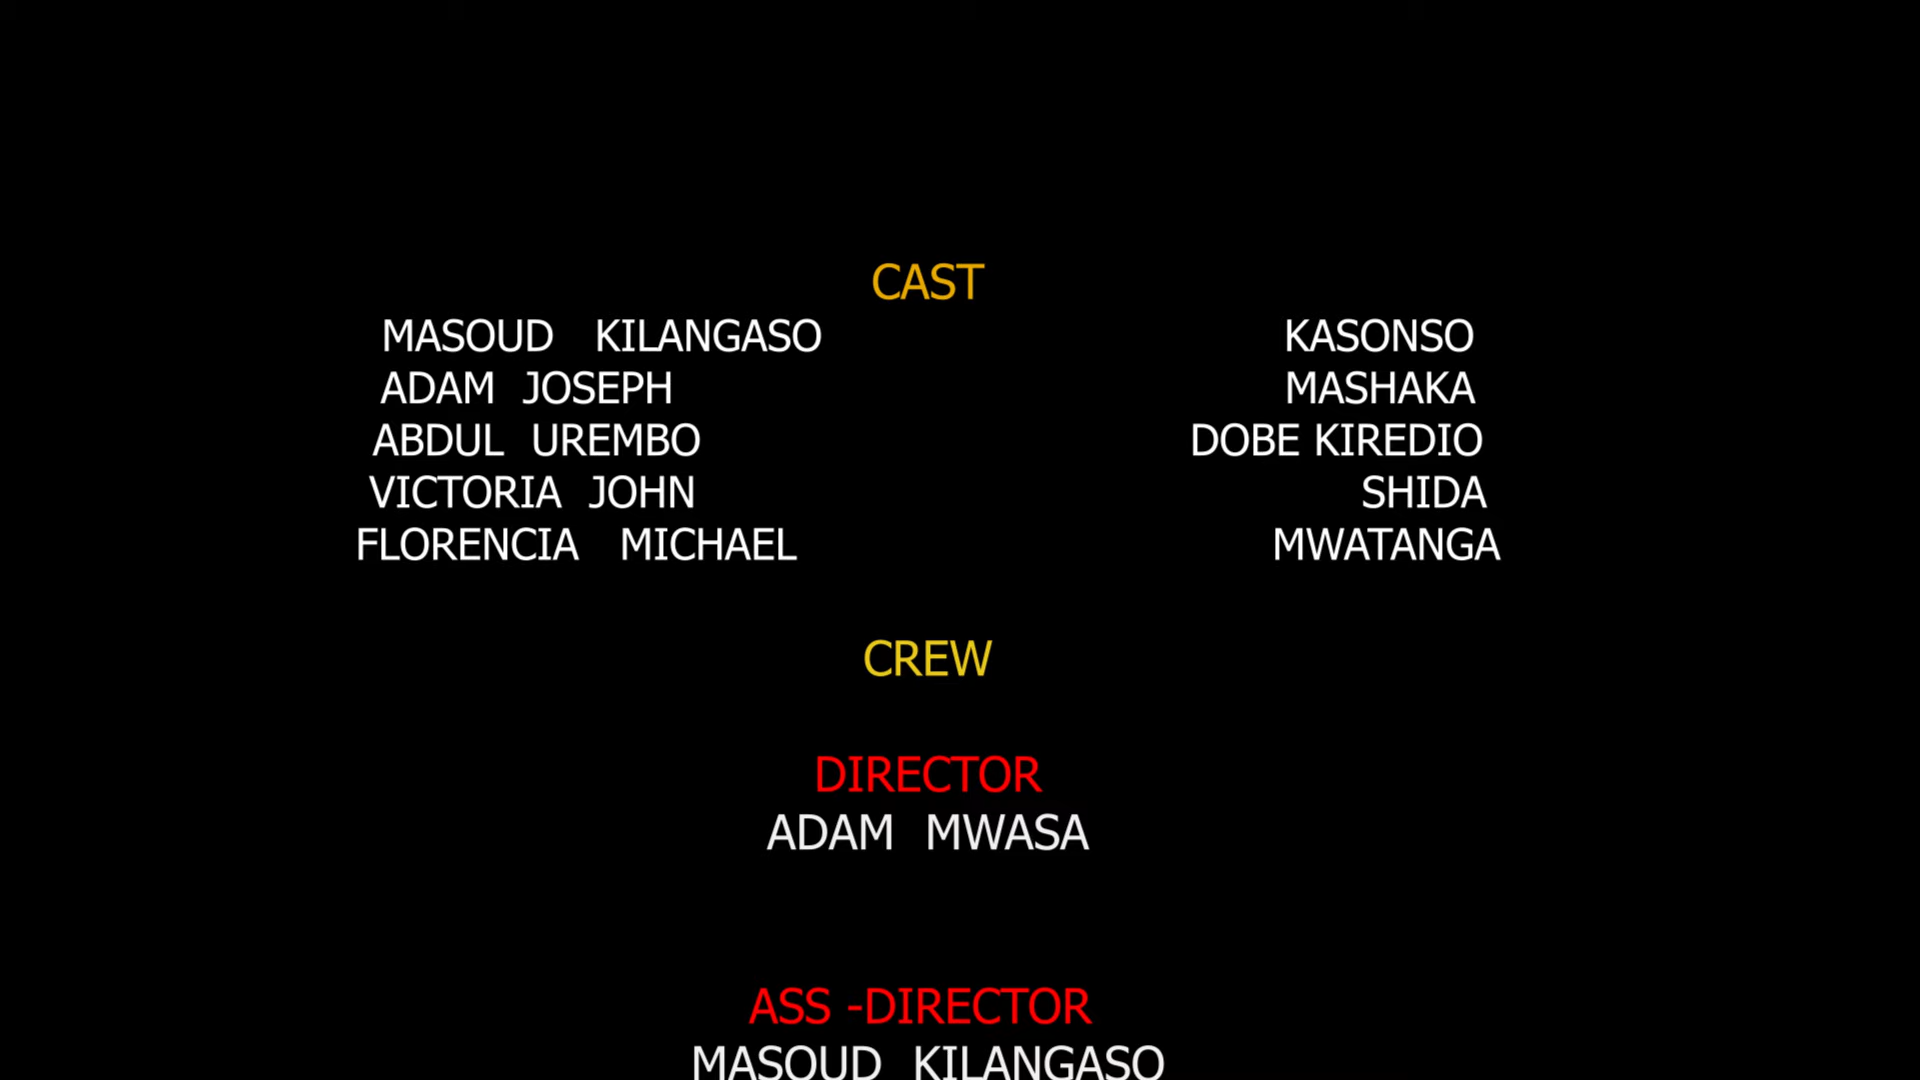 CAST
MASOUD KILANGASO KASONSO
ADAM JOSEPH MASHAKA
ABDUL UREMBO DOBE KIREDIO
VICTORIA JOHN SHIDA
FLORENCIA MICHAEL MWATANGA
CREW
DIRECTOR
ADAM MWASA
ASS -DIRECTOR
MASOUD KILANGASO